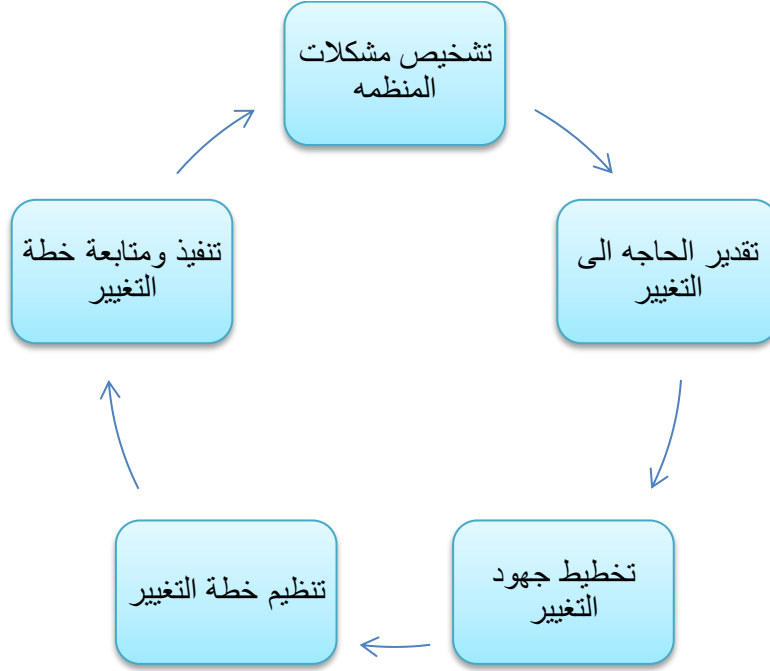 تشخيص مشكلات
المنظمه
تقدير الحاجه الى
التغيير
تخطيط جهود
التغيير
تنظيم خطة التغيير
تنفيذ ومتابعة خطة
التغيير